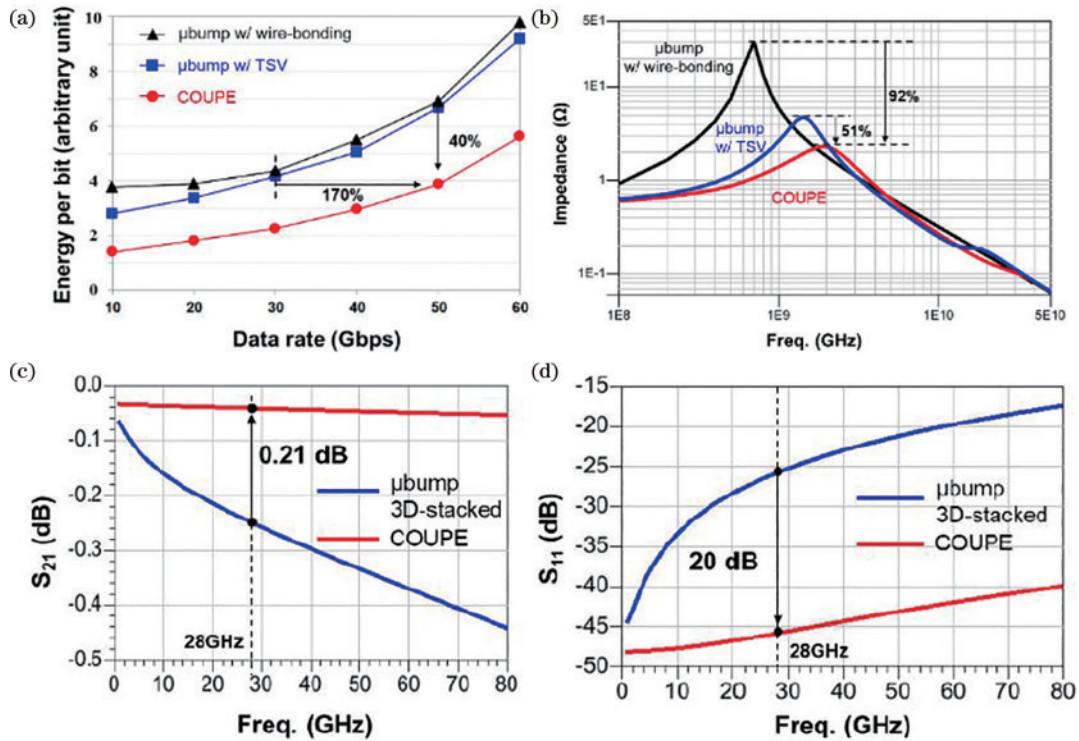 (a)
10
8
6
4
2
0
Energy per bit (arbitrary unit)
µbump w/ wire-bonding
µbump w/ TSV
COUPE
40%
170%
10 20 30 40 50 60
Data rate (Gbps)
(b)
5E1
1E1
1
1E-1
Impedance (Ω)
µbump
w/ wire-bonding
92%
51%
µbump
w/ TSV
COUPE
1E8 1E9 1E10 5E10
Freq. (GHz)
(c)
0.0
-0.1
-0.2
-0.3
-0.4
-0.5
S21 (dB)
0.21 dB
µbump
3D-stacked
COUPE
28GHz
0 10 20 30 40 50 60 70 80
Freq. (GHz)
(d)
-15
-20
-25
-30
-35
-40
-45
-50
S11 (dB)
µbump
3D-stacked
COUPE
20 dB
28GHz
0 10 20 30 40 50 60 70 80
Freq. (GHz)